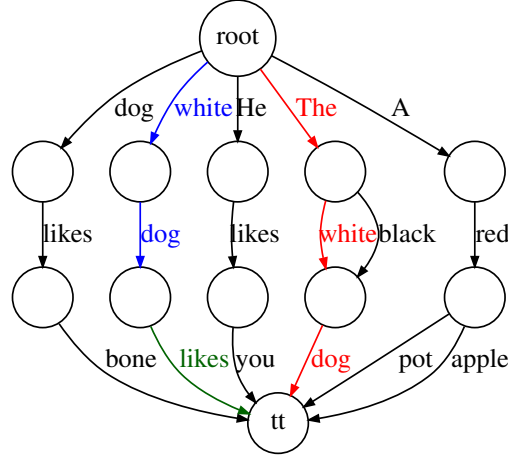 root
dog white He The A
likes dog likes white black red
bone likes you dog pot apple
tt